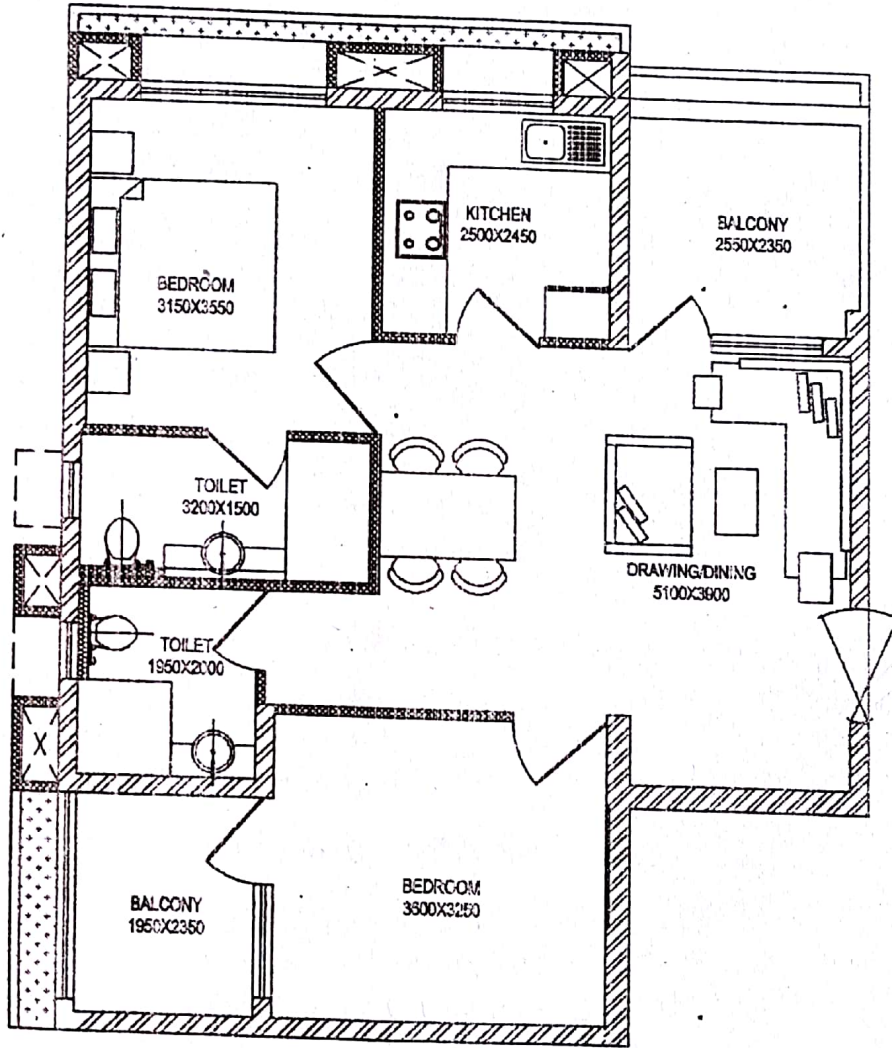 KITCHEN
2500X2450
BALCONY
2550X2350
BEDROOM
3150X3550
TOILET
3200X1500
DRAWING/DINING
5100X3900
TOILET
1950X2000
BEDROOM
3600X3250
BALCONY
1950X2350